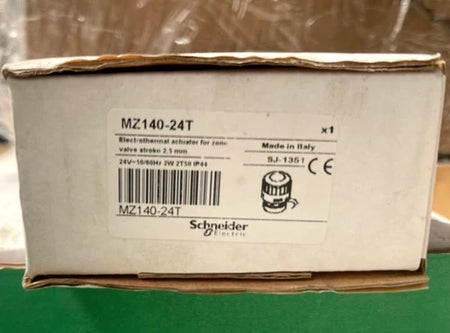 MZ140-24T
x1
Electrothermal actuator for zone
valve stroke 2.5 mm
Made in Italy
24V~50/60Hz 2W 2T50 IP44
SJ-1351 CE
MZ140-24T
Schneider
Electric